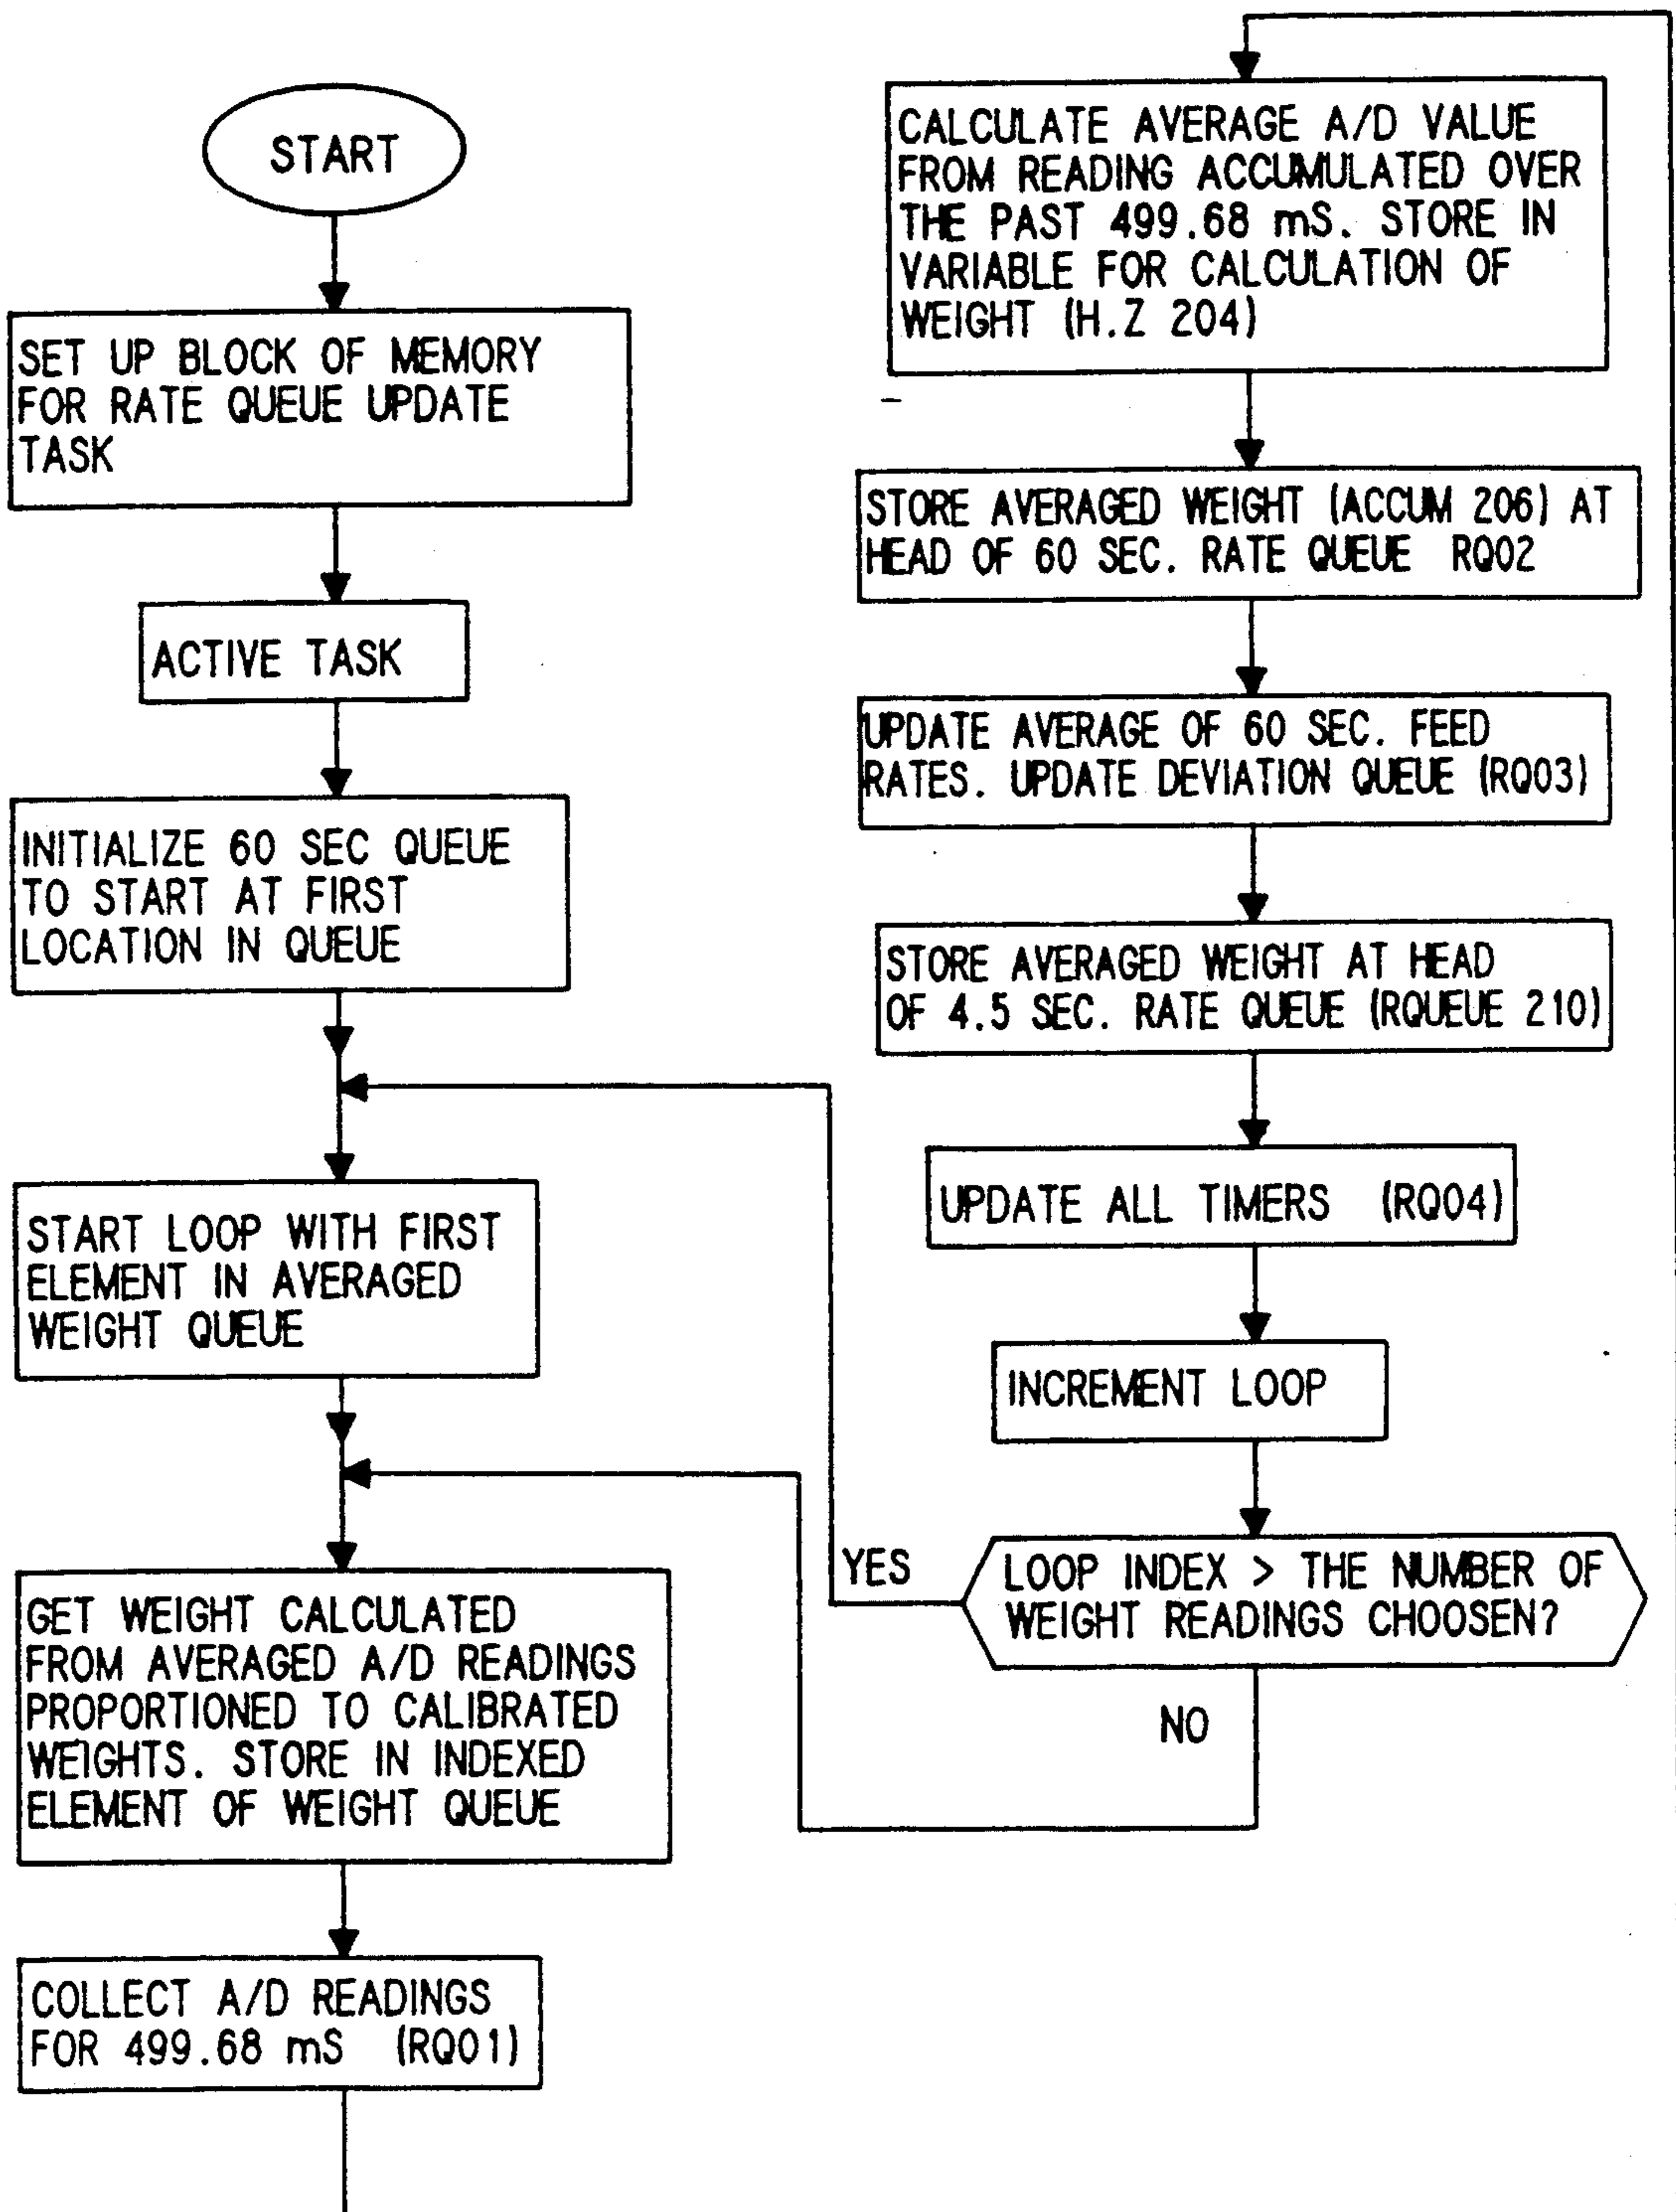 START
SET UP BLOCK OF MEMORY
FOR RATE QUEUE UPDATE
TASK
ACTIVE TASK
INITIALIZE 60 SEC QUEUE
TO START AT FIRST
LOCATION IN QUEUE
START LOOP WITH FIRST
ELEMENT IN AVERAGED
WEIGHT QUEUE
GET WEIGHT CALCULATED
FROM AVERAGED A/D READINGS
PROPORTIONED TO CALIBRATED
WEIGHTS. STORE IN INDEXED
ELEMENT OF WEIGHT QUEUE
COLLECT A/D READINGS
FOR 499.68 mS (RQ01)
CALCULATE AVERAGE A/D VALUE
FROM READING ACCUMULATED OVER
THE PAST 499.68 mS. STORE IN
VARIABLE FOR CALCULATION OF
WEIGHT (H.Z 204)
STORE AVERAGED WEIGHT (ACCUM 206) AT
HEAD OF 60 SEC. RATE QUEUE RQ02
UPDATE AVERAGE OF 60 SEC. FEED
RATES. UPDATE DEVIATION QUEUE (RQ03)
STORE AVERAGED WEIGHT AT HEAD
OF 4.5 SEC. RATE QUEUE (RQUEUE 210)
UPDATE ALL TIMERS (RQ04)
INCREMENT LOOP
LOOP INDEX > THE NUMBER OF
WEIGHT READINGS CHOOSEN?
YES
NO